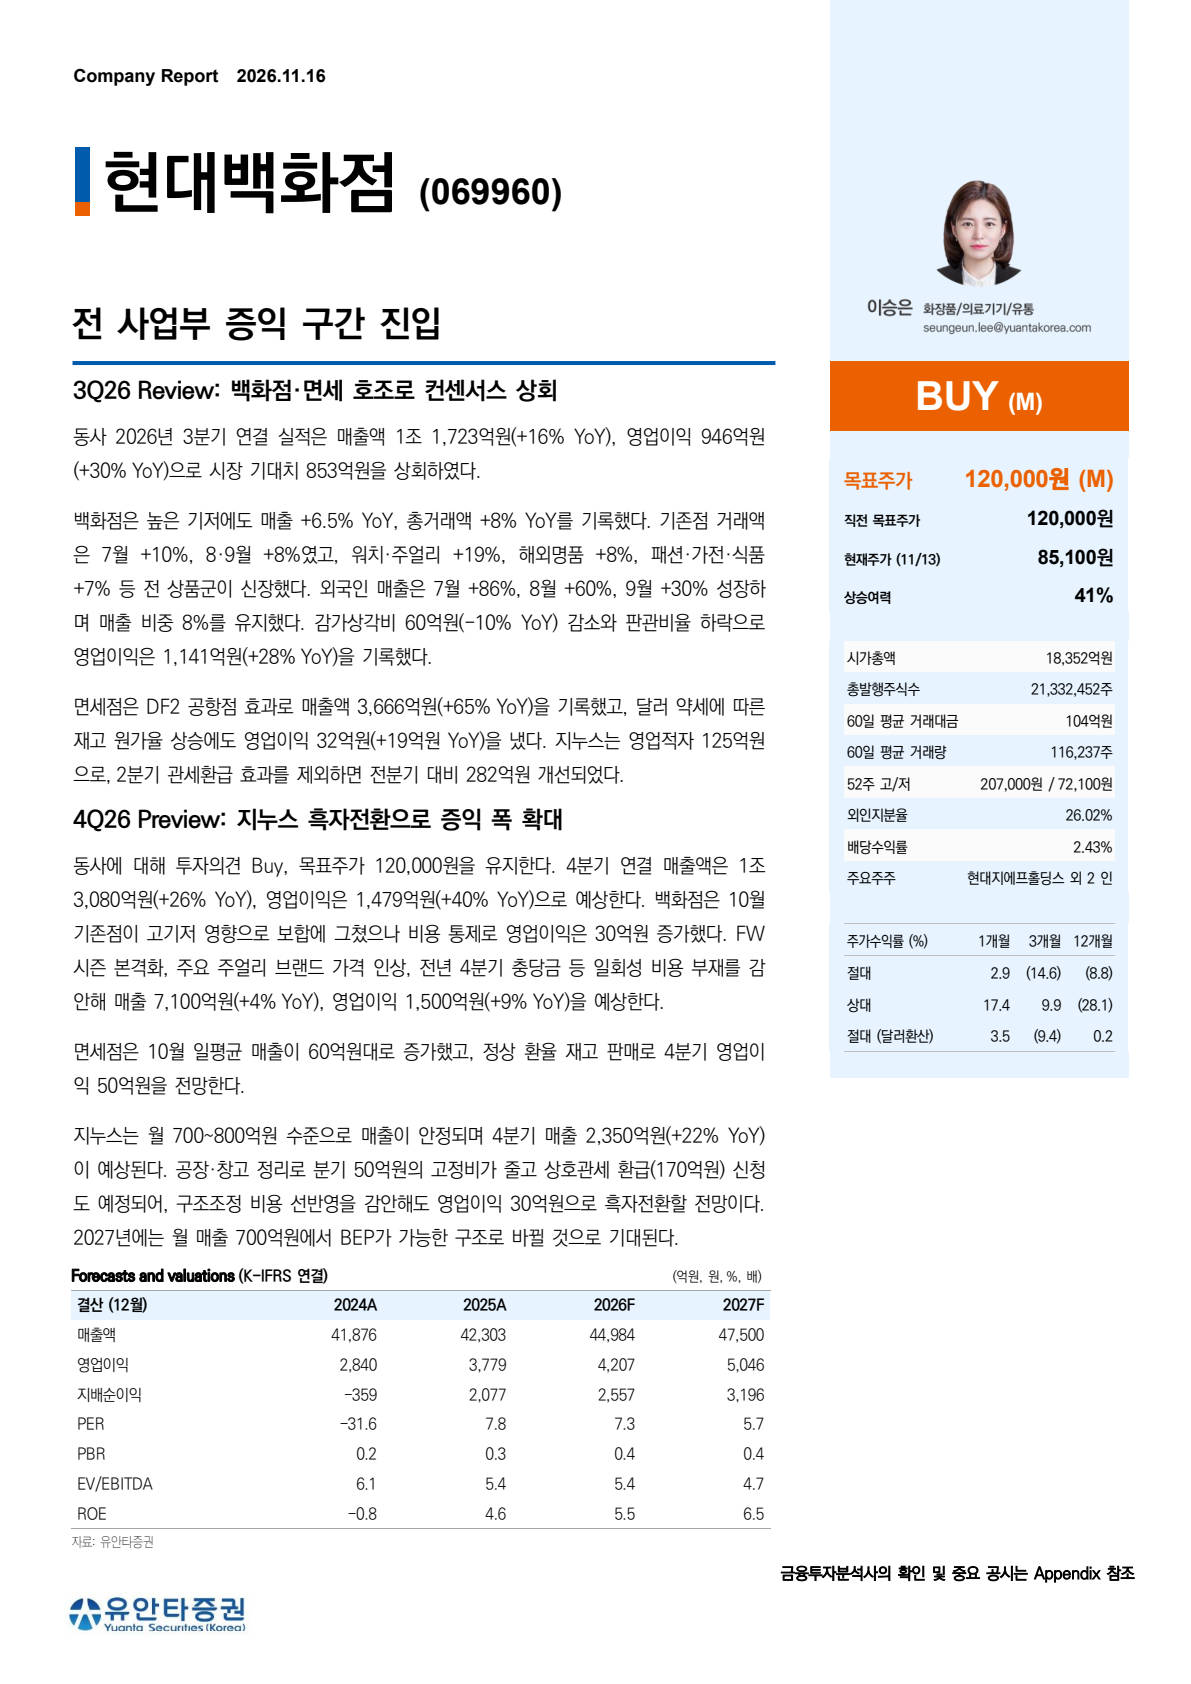 Company Report 2026.11.16
현대백화점 (069960)
전 사업부 증익 구간 진입
3Q26 Review: 백화점·면세 호조로 컨센서스 상회
동사 2026년 3분기 연결 실적은 매출액 1조 1,723억원(+16% YoY), 영업이익 946억원
(+30% YoY)으로 시장 기대치 853억원을 상회하였다.
백화점은 높은 기저에도 매출 +6.5% YoY, 총거래액 +8% YoY를 기록했다. 기존점 거래액
은 7월 +10%, 8·9월 +8%였고, 워치·주얼리 +19%, 해외명품 +8%, 패션·가전·식품
+7% 등 전 상품군이 신장했다. 외국인 매출은 7월 +86%, 8월 +60%, 9월 +30% 성장하
며 매출 비중 8%를 유지했다. 감가상각비 60억원(-10% YoY) 감소와 판관비율 하락으로
영업이익은 1,141억원(+28% YoY)을 기록했다.
면세점은 DF2 공항점 효과로 매출액 3,666억원(+65% YoY)을 기록했고, 달러 약세에 따른
재고 원가율 상승에도 영업이익 32억원(+19억원 YoY)을 냈다. 지누스는 영업적자 125억원
으로, 2분기 관세환급 효과를 제외하면 전분기 대비 282억원 개선되었다.
4Q26 Preview: 지누스 흑자전환으로 증익 폭 확대
동사에 대해 투자의견 Buy, 목표주가 120,000원을 유지한다. 4분기 연결 매출액은 1조
3,080억원(+26% YoY), 영업이익은 1,479억원(+40% YoY)으로 예상한다. 백화점은 10월
기존점이 고기저 영향으로 보합에 그쳤으나 비용 통제로 영업이익은 30억원 증가했다. FW
시즌 본격화, 주요 주얼리 브랜드 가격 인상, 전년 4분기 충당금 등 일회성 비용 부재를 감
안해 매출 7,100억원(+4% YoY), 영업이익 1,500억원(+9% YoY)을 예상한다.
면세점은 10월 일평균 매출이 60억원대로 증가했고, 정상 환율 재고 판매로 4분기 영업이
익 50억원을 전망한다.
지누스는 월 700~800억원 수준으로 매출이 안정되며 4분기 매출 2,350억원(+22% YoY)
이 예상된다. 공장·창고 정리로 분기 50억원의 고정비가 줄고 상호관세 환급(170억원) 신청
도 예정되어, 구조조정 비용 선반영을 감안해도 영업이익 30억원으로 흑자전환할 전망이다.
2027년에는 월 매출 700억원에서 BEP가 가능한 구조로 바뀔 것으로 기대된다.
Forecasts and valuations (K-IFRS 연결) (억원, 원, %, 배)
결산 (12월) 2024A 2025A 2026F 2027F
매출액 41,876 42,303 44,984 47,500
영업이익 2,840 3,779 4,207 5,046
지배순이익 -359 2,077 2,557 3,196
PER -31.6 7.8 7.3 5.7
PBR 0.2 0.3 0.4 0.4
EV/EBITDA 6.1 5.4 5.4 4.7
ROE -0.8 4.6 5.5 6.5
자료: 유안타증권
이승은 화장품/의료기기/유통
seungeun.lee@yuantakorea.com
BUY (M)
목표주가 120,000원 (M)
직전 목표주가 120,000원
현재주가 (11/13) 85,100원
상승여력 41%
시가총액 18,352억원
총발행주식수 21,332,452주
60일 평균 거래대금 104억원
60일 평균 거래량 116,237주
52주 고/저 207,000원 / 72,100원
외인지분율 26.02%
배당수익률 2.43%
주요주주 현대지에프홀딩스 외 2 인
주가수익률 (%) 1개월 3개월 12개월
절대 2.9 (14.6) (8.8)
상대 17.4 9.9 (28.1)
절대 (달러환산) 3.5 (9.4) 0.2
금융투자분석사의 확인 및 중요 공시는 Appendix 참조
유안타증권
Yuanta Securities (Korea)